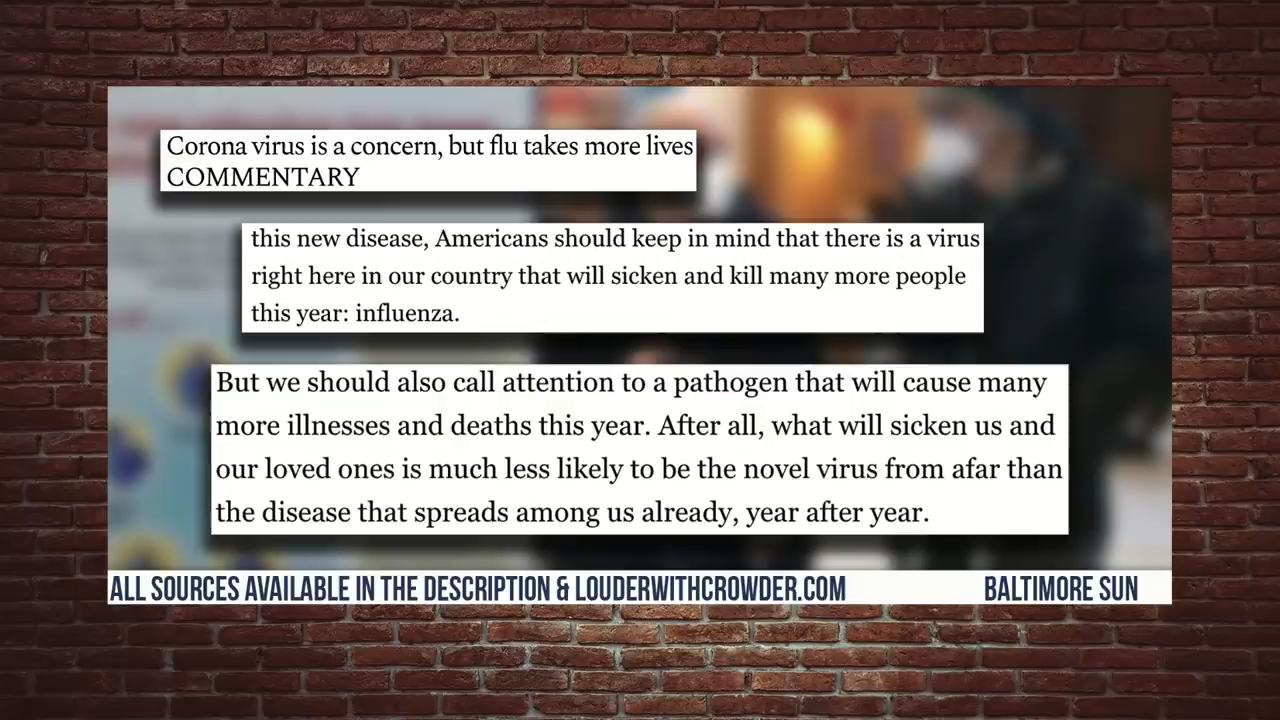 Corona virus is a concern, but flu takes more lives
COMMENTARY
this new disease, Americans should keep in mind that there is a virus
right here in our country that will sicken and kill many more people
this year: influenza.
But we should also call attention to a pathogen that will cause many
more illnesses and deaths this year. After all, what will sicken us and
our loved ones is much less likely to be the novel virus from afar than
the disease that spreads among us already, year after year.
ALL SOURCES AVAILABLE IN THE DESCRIPTION & LOUDERWITHCROWDER.COM
BALTIMORE SUN